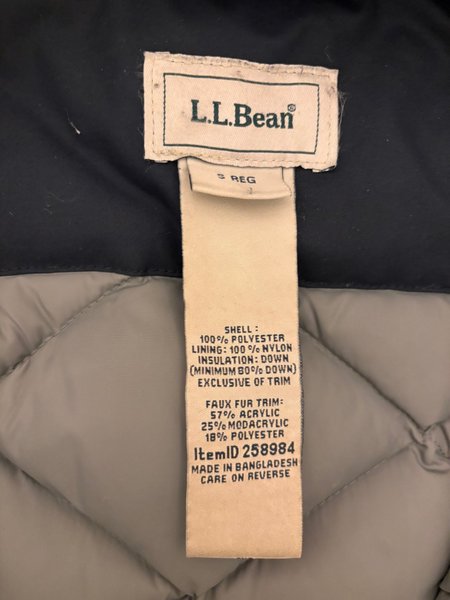 L.L.Bean®
S REG
SHELL:
100% POLYESTER
LINING: 100% NYLON
INSULATION: DOWN
(MINIMUM 80% DOWN)
EXCLUSIVE OF TRIM
FAUX FUR TRIM:
57% ACRYLIC
25% MODACRYLIC
18% POLYESTER
ItemID 258984
MADE IN BANGLADESH
CARE ON REVERSE